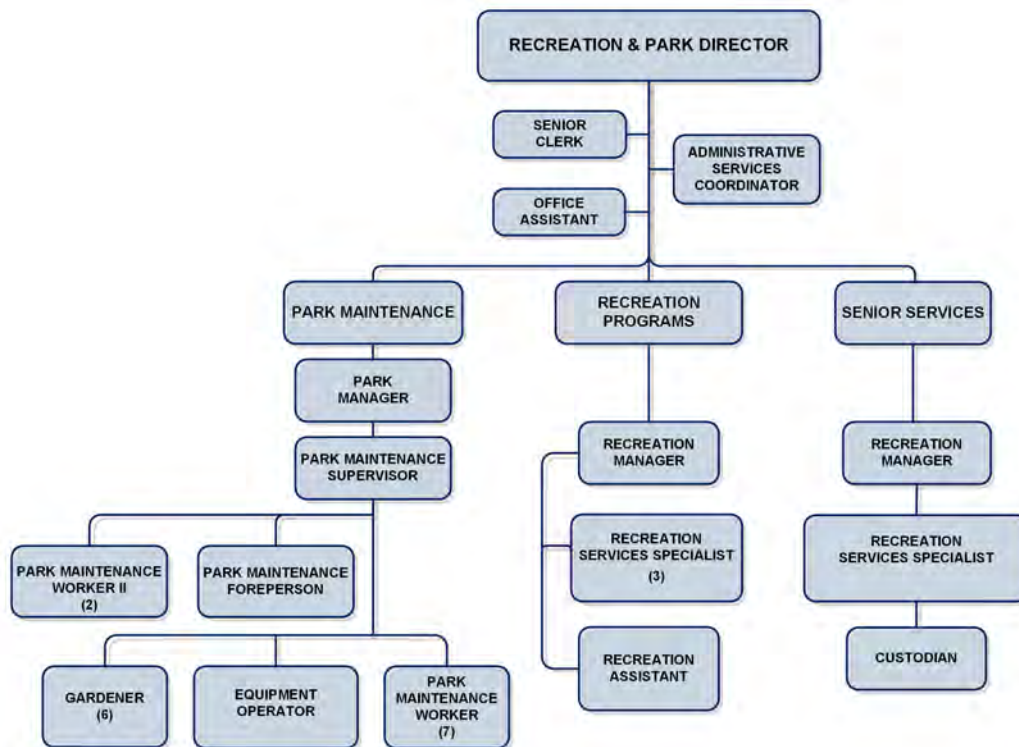 RECREATION & PARK DIRECTOR
SENIOR
CLERK
ADMINISTRATIVE
SERVICES
COORDINATOR
OFFICE
ASSISTANT
PARK MAINTENANCE
RECREATION
PROGRAMS
SENIOR SERVICES
PARK
MANAGER
PARK MAINTENANCE
SUPERVISOR
RECREATION
MANAGER
RECREATION
MANAGER
PARK MAINTENANCE
WORKER II
(2)
PARK MAINTENANCE
FOREPERSON
RECREATION
SERVICES SPECIALIST
(3)
RECREATION
SERVICES SPECIALIST
GARDENER
(6)
EQUIPMENT
OPERATOR
PARK
MAINTENANCE
WORKER
(7)
RECREATION
ASSISTANT
CUSTODIAN